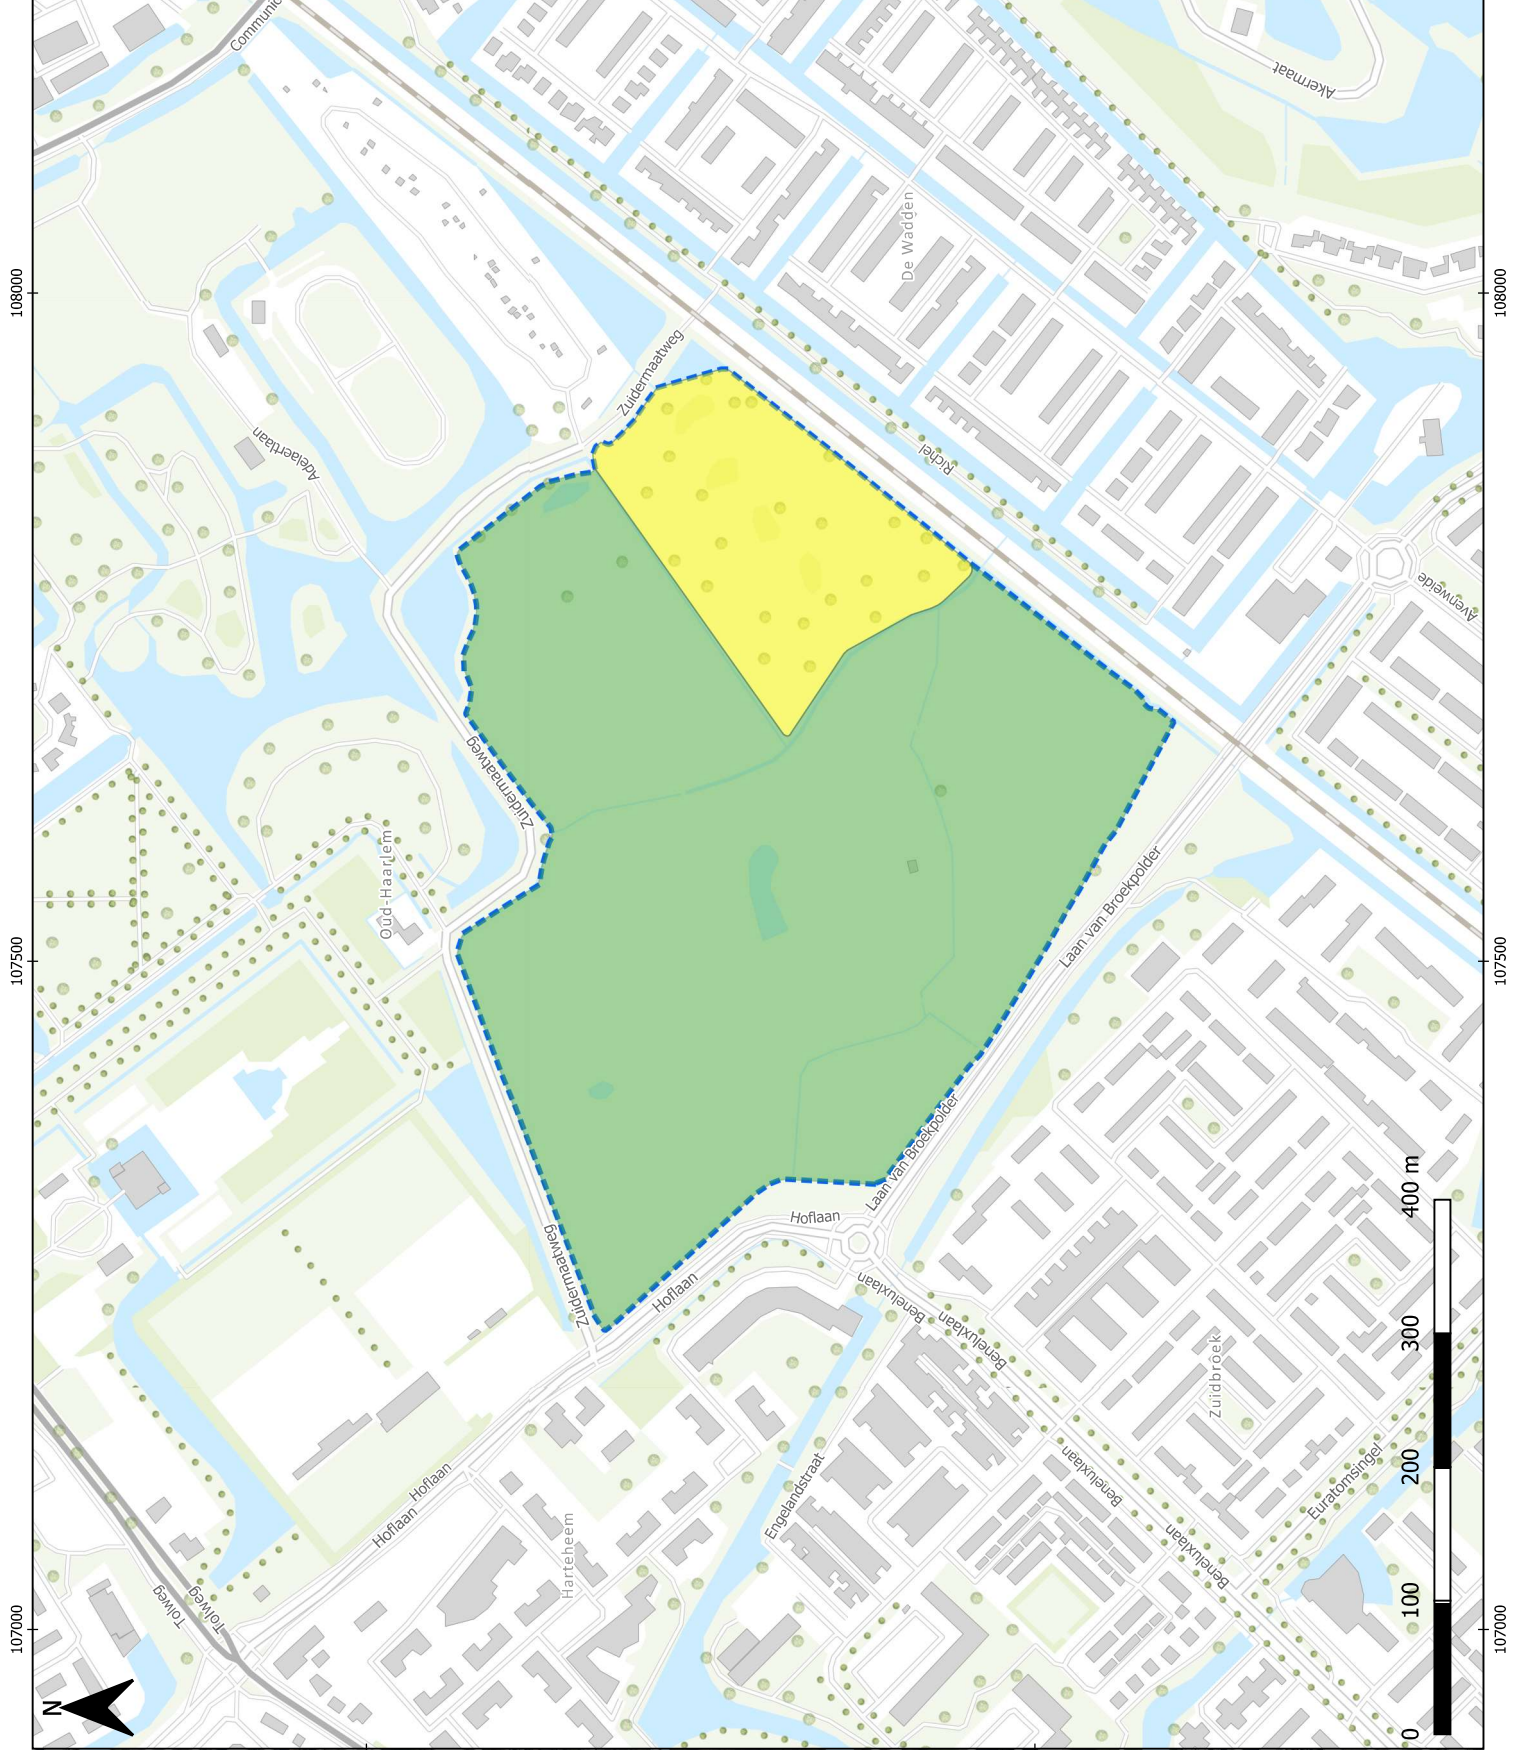 Communic
Akermaat
De Wadden
108000
108000
Zuidermaatweg
Adelaertlaan
Richel
Averweide
Zuidermaatweg
Oud-Haarlem
Laan van Broekpolder
107500
107500
Laan van Broekpolder
Hoflaan
Zuidermaatweg
Hoflaan
Beneluxlaan
Beneluxlaan
Zuidbroek
Hoflaan
Hoflaan
Engelandstraat
Beneluxlaan
Euratomsingel
Harteheem
Beneluxlaan
Tolweg
Tolweg
107000
107000
N
0 100 200 300 400 m